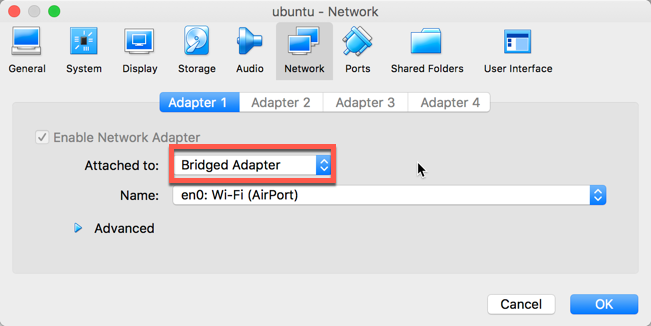 ubuntu - Network
General System Display Storage Audio Network Ports Shared Folders User Interface
Adapter 1 Adapter 2 Adapter 3 Adapter 4
Enable Network Adapter
Attached to: Bridged Adapter
Name: en0: Wi-Fi (AirPort)
Advanced
Cancel OK